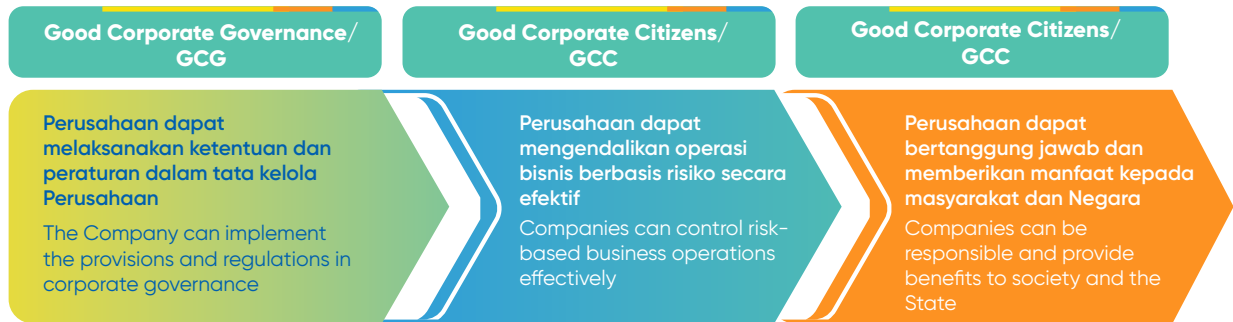 Good Corporate Governance/
GCG
Perusahaan dapat
melaksanakan ketentuan dan
peraturan dalam tata kelola
Perusahaan
The Company can implement
the provisions and regulations in
corporate governance
Good Corporate Citizens/
GCC
Perusahaan dapat
mengendalikan operasi
bisnis berbasis risiko secara
efektif
Companies can control risk-
based business operations
effectively
Good Corporate Citizens/
GCC
Perusahaan dapat
bertanggung jawab dan
memberikan manfaat kepada
masyarakat dan Negara
Companies can be
responsible and provide
benefits to society and the
State